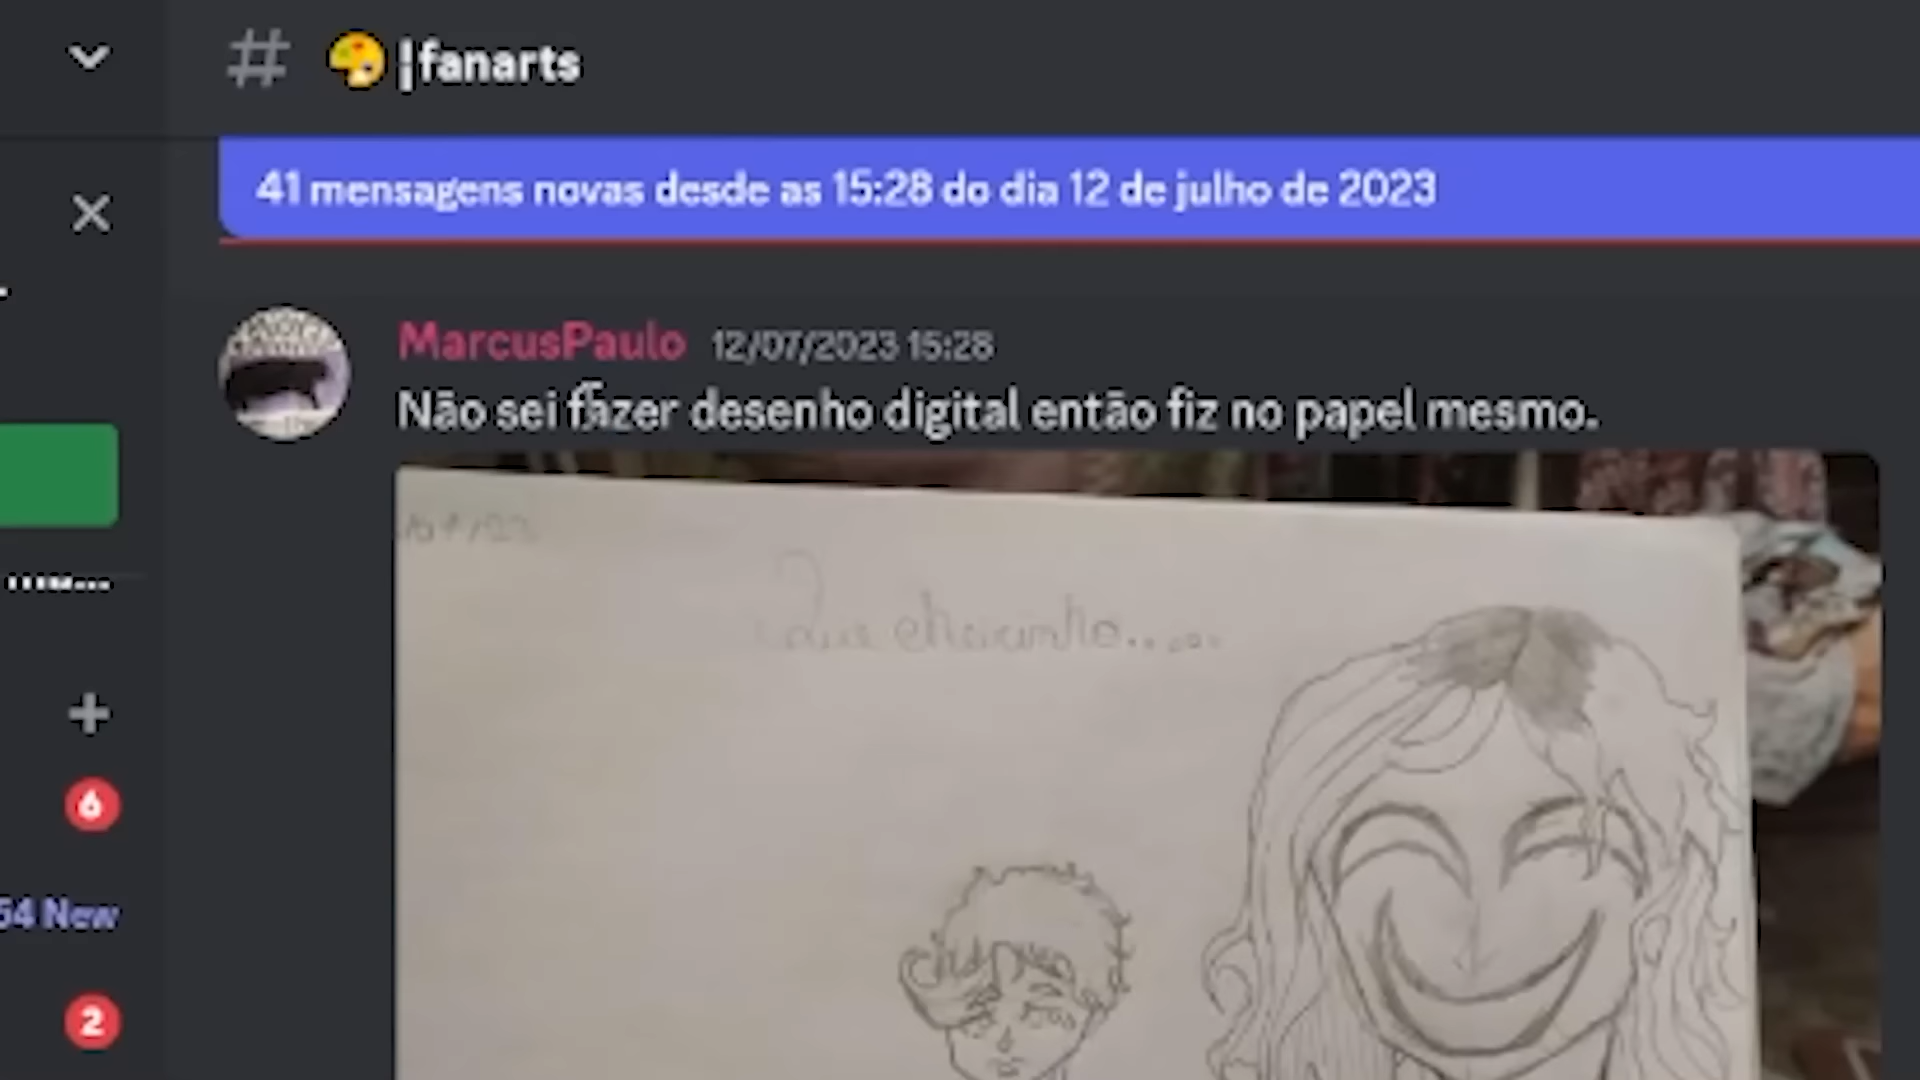 |fanarts
41 mensagens novas desde as 15:28 do dia 12 de julho de 2023
MarcusPaulo 12/07/2023 15:28
Não sei fazer desenho digital então fiz no papel mesmo.
6
64 New
2